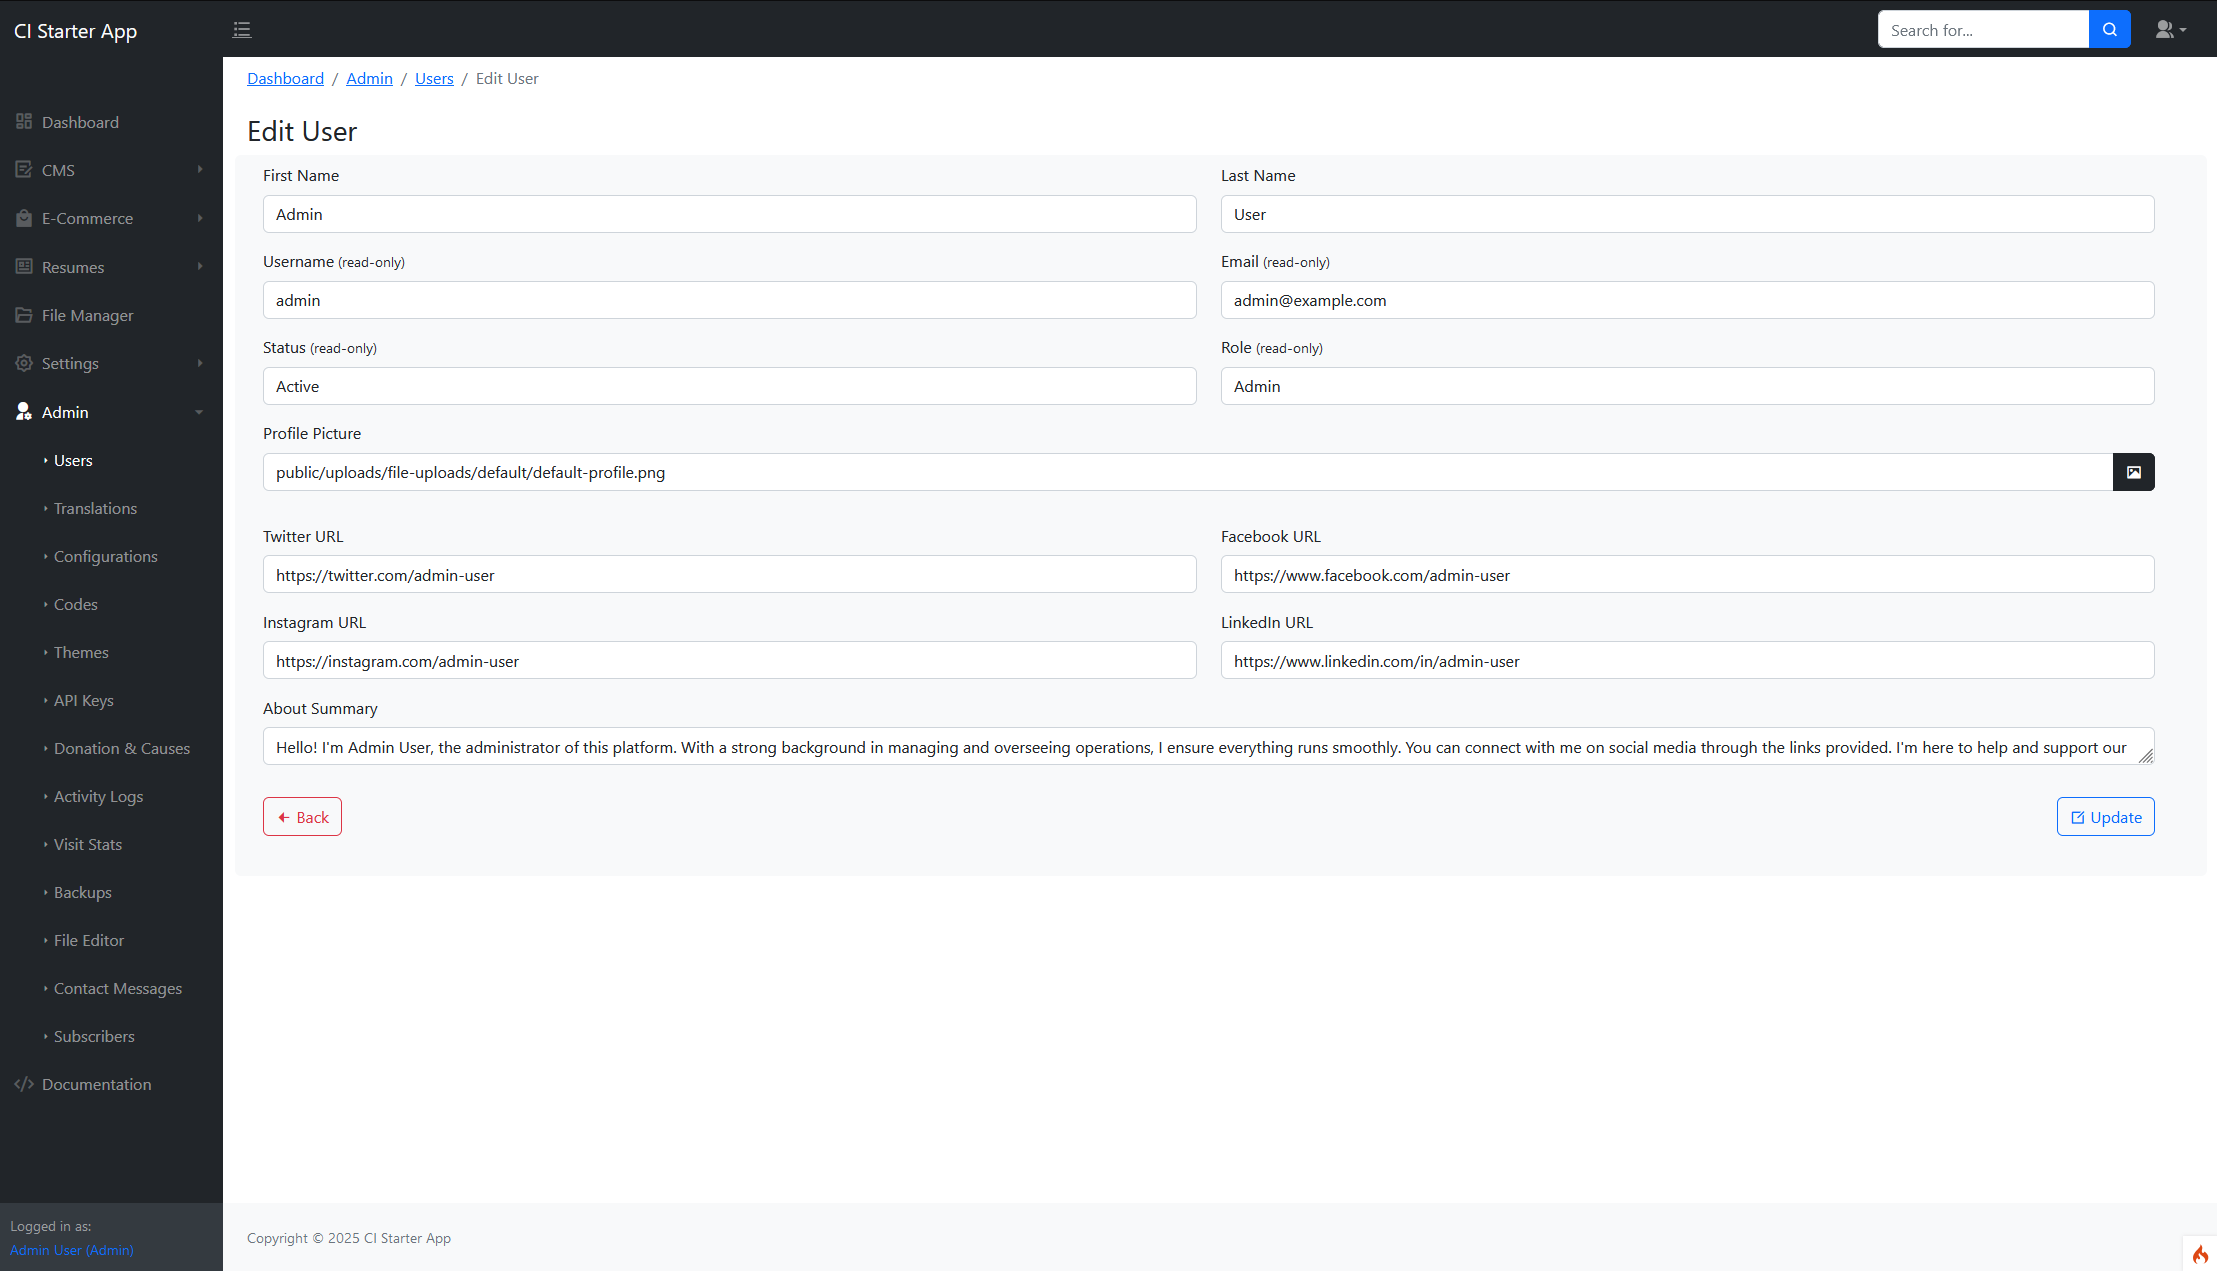 CI Starter App
Search for...
Dashboard / Admin / Users / Edit User
Dashboard
CMS
E-Commerce
Resumes
File Manager
Settings
Admin
Users
Translations
Configurations
Codes
Themes
API Keys
Donation & Causes
Activity Logs
Visit Stats
Backups
File Editor
Contact Messages
Subscribers
Documentation
Logged in as:
Admin User (Admin)
Edit User
First Name
Admin
Last Name
User
Username (read-only)
admin
Email (read-only)
admin@example.com
Status (read-only)
Active
Role (read-only)
Admin
Profile Picture
public/uploads/file-uploads/default/default-profile.png
Twitter URL
https://twitter.com/admin-user
Facebook URL
https://www.facebook.com/admin-user
Instagram URL
https://instagram.com/admin-user
LinkedIn URL
https://www.linkedin.com/in/admin-user
About Summary
Hello! I'm Admin User, the administrator of this platform. With a strong background in managing and overseeing operations, I ensure everything runs smoothly. You can connect with me on social media through the links provided. I'm here to help and support our
Back
Update
Copyright © 2025 CI Starter App